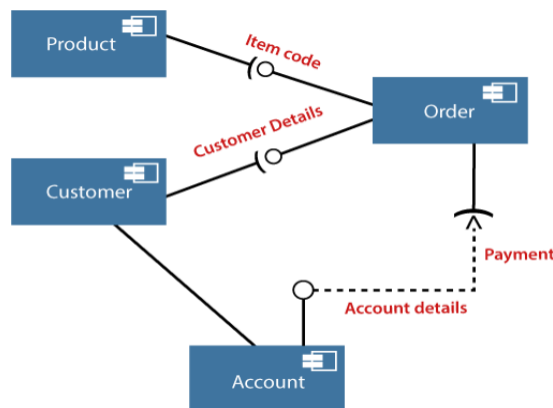 Product
Item code
Order
Customer Details
Customer
Payment
Account details
Account